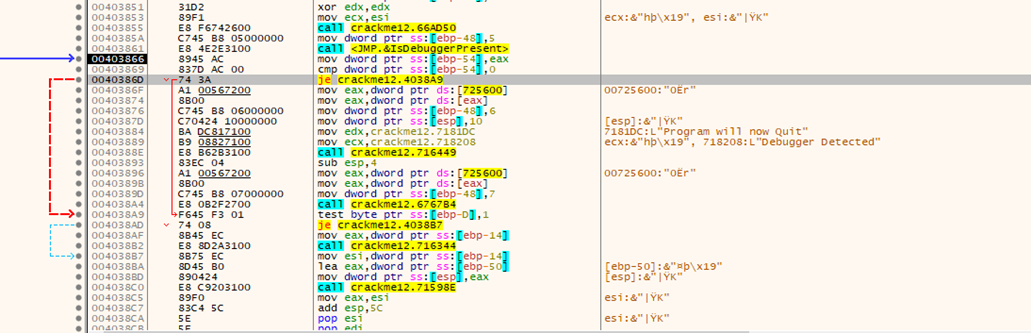 00403851 31D2 xor edx,edx
00403853 89F1 mov ecx,esi ecx:&"hþ\x19", esi:&"|ŸK"
00403855 E8 F6742600 call crackme12.66AD50
0040385A C745 B8 05000000 mov dword ptr ss:[ebp-48],5
00403861 E8 4E2E3100 call <JMP.&IsDebuggerPresent>
00403866 8945 AC mov dword ptr ss:[ebp-54],eax
00403869 837D AC 00 cmp dword ptr ss:[ebp-54],0
0040386D 74 3A je crackme12.4038A9
0040386F A1 00567200 mov eax,dword ptr ds:[725600] 00725600:"0Ër"
00403874 8B00 mov eax,dword ptr ds:[eax]
00403876 C745 B8 06000000 mov dword ptr ss:[ebp-48],6
0040387D C70424 10000000 mov dword ptr ss:[esp],10 [esp]:&"|ŸK"
00403884 BA DC817100 mov edx,crackme12.7181DC 7181DC:L"Program will now Quit"
00403889 B9 08827100 mov ecx,crackme12.718208 ecx:&"hþ\x19", 718208:L"Debugger Detected"
0040388E E8 B62B3100 call crackme12.716449
00403893 83EC 04 sub esp,4
00403896 A1 00567200 mov eax,dword ptr ds:[725600] 00725600:"0Ër"
0040389B 8B00 mov eax,dword ptr ds:[eax]
0040389D C745 B8 07000000 mov dword ptr ss:[ebp-48],7
004038A4 E8 0B2F2700 call crackme12.6767B4
004038A9 F645 F3 01 test byte ptr ss:[ebp-D],1
004038AD 74 08 je crackme12.4038B7
004038AF 8B45 EC mov eax,dword ptr ss:[ebp-14]
004038B2 E8 8D2A3100 call crackme12.716344
004038B7 8B75 EC mov esi,dword ptr ss:[ebp-14]
004038BA 8D45 B0 lea eax,dword ptr ss:[ebp-50] [ebp-50]:&"¤þ\x19"
004038BD 890424 mov dword ptr ss:[esp],eax [esp]:&"|ŸK"
004038C0 E8 C9203100 call crackme12.71598E
004038C5 89F0 mov eax,esi esi:&"|ŸK"
004038C7 83C4 5C add esp,5C
004038CA 5E pop esi esi:&"|ŸK"
004038CB 5F pop edi